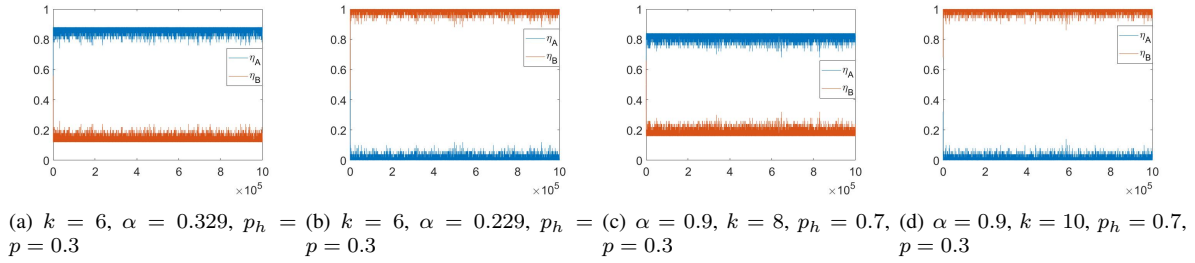 1
0.8
0.6
0.4
0.2
0
η_A
η_B
0 2 4 6 8 10
×10^5
1
0.8
0.6
0.4
0.2
0
η_A
η_B
0 2 4 6 8 10
×10^5
1
0.8
0.6
0.4
0.2
0
η_A
η_B
0 2 4 6 8 10
×10^5
1
0.8
0.6
0.4
0.2
0
η_A
η_B
0 2 4 6 8 10
×10^5
(a) k = 6, α = 0.329, p_h =
p = 0.3
(b) k = 6, α = 0.229, p_h =
p = 0.3
(c) α = 0.9, k = 8, p_h = 0.7,
p = 0.3
(d) α = 0.9, k = 10, p_h = 0.7,
p = 0.3